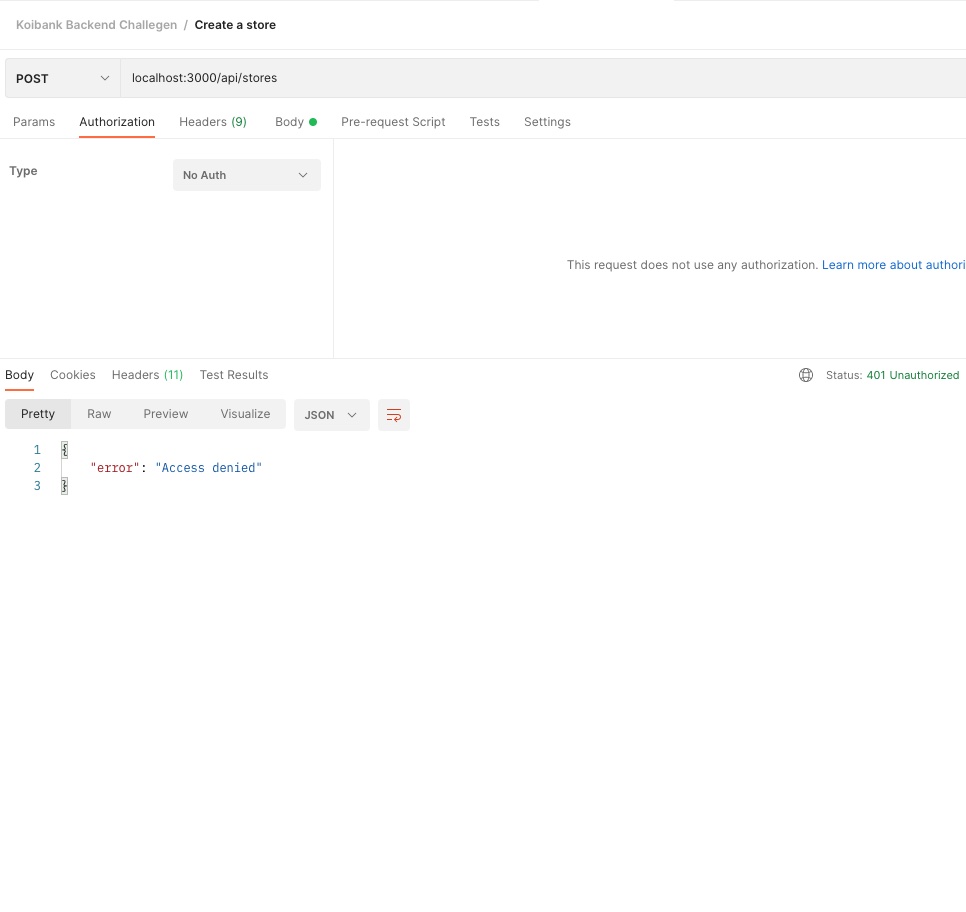 Koibank Backend Challegen / Create a store
POST localhost:3000/api/stores
Params Authorization Headers (9) Body Pre-request Script Tests Settings
Type No Auth
This request does not use any authorization. Learn more about authori
Body Cookies Headers (11) Test Results Status: 401 Unauthorized
Pretty Raw Preview Visualize JSON
1 {
2 "error": "Access denied"
3 }